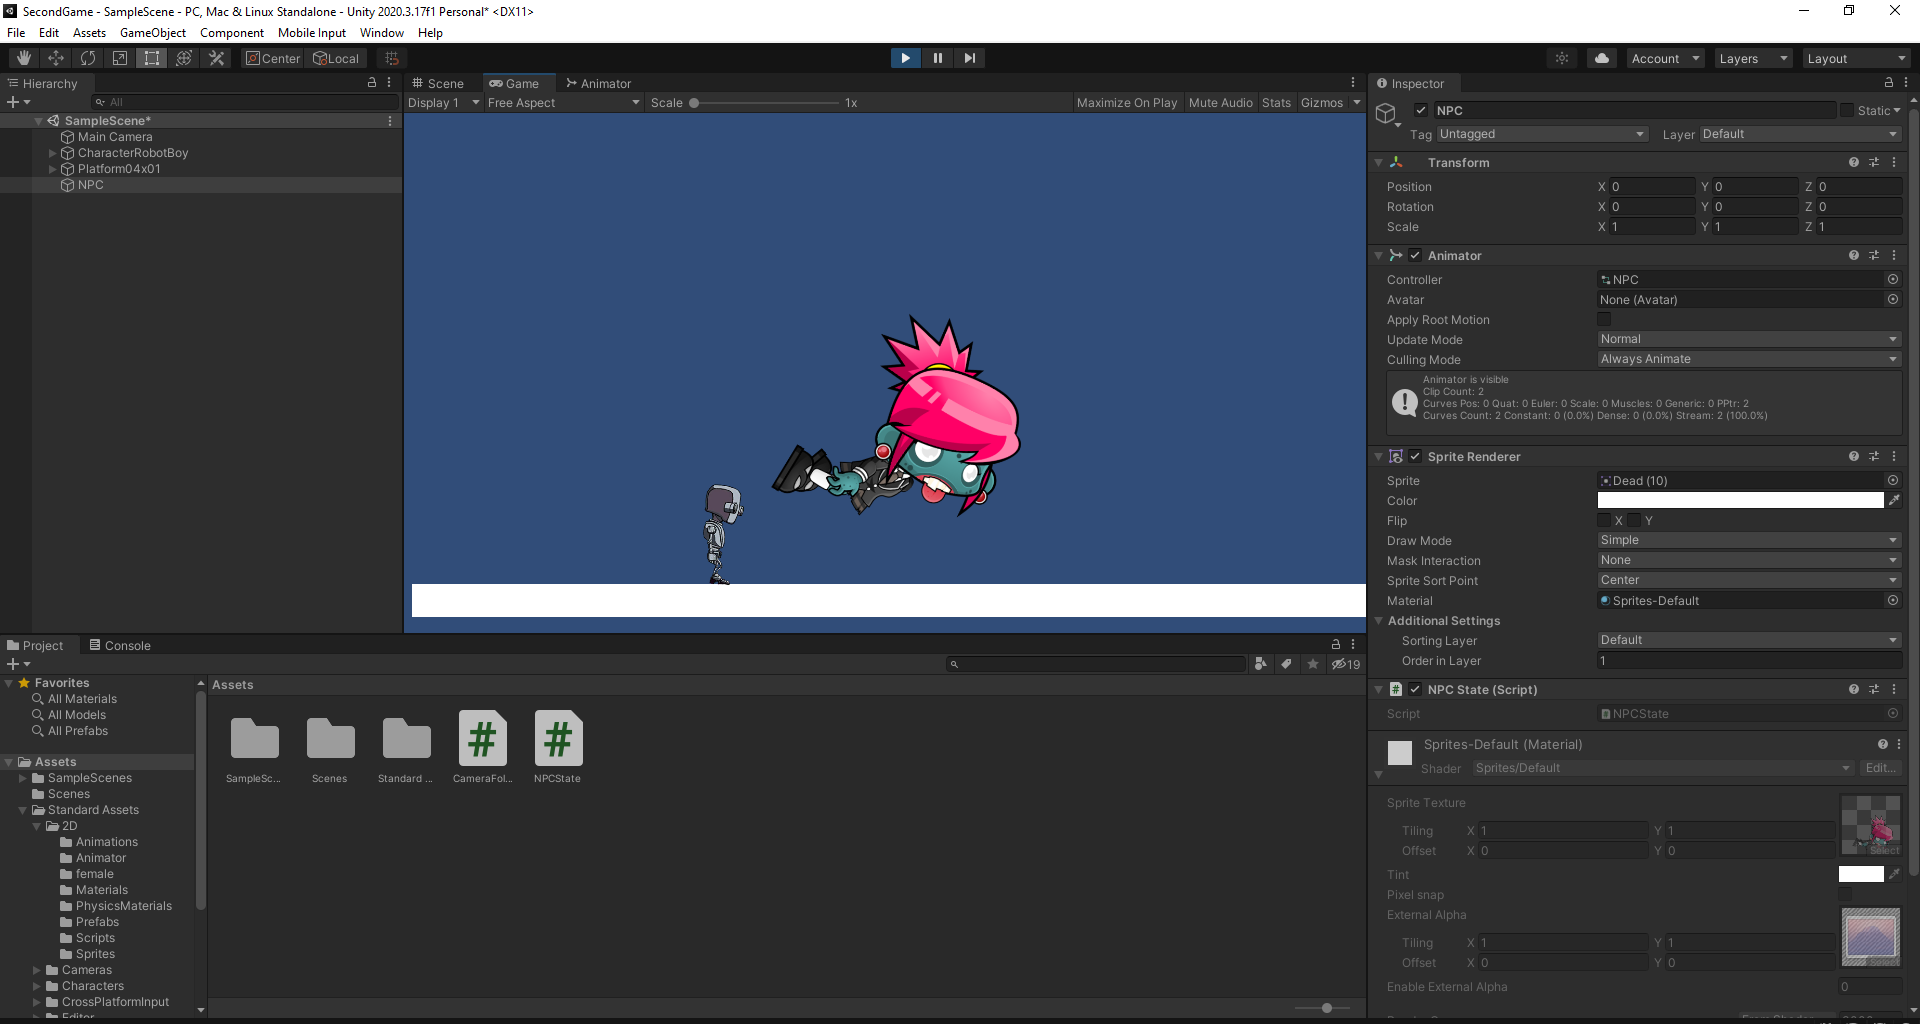 SecondGame - SampleScene - PC, Mac & Linux Standalone - Unity 2020.3.17f1 Personal* <DX11>
File Edit Assets GameObject Component Mobile Input Window Help
Center Local
Account Layers Layout
Hierarchy
All
SampleScene*
Main Camera
CharacterRobotBoy
Platform04x01
NPC
Scene Game Animator
Display 1 Free Aspect Scale 1x Maximize On Play Mute Audio Stats Gizmos
Inspector
NPC Static
Tag Untagged Layer Default
Transform
Position X 0 Y 0 Z 0
Rotation X 0 Y 0 Z 0
Scale X 1 Y 1 Z 1
Animator
Controller NPC
Avatar None (Avatar)
Apply Root Motion
Update Mode Normal
Culling Mode Always Animate
Animator is visible
Clip Count: 2
Curves Pos: 0 Quat: 0 Euler: 0 Scale: 0 Muscles: 0 Generic: 0 PPtr: 2
Curves Count: 2 Constant: 0 (0.0%) Dense: 0 (0.0%) Stream: 2 (100.0%)
Sprite Renderer
Sprite Dead (10)
Color
Flip X Y
Draw Mode Simple
Mask Interaction None
Sprite Sort Point Center
Material Sprites-Default
Additional Settings
Sorting Layer Default
Order in Layer 1
NPC State (Script)
Script NPCState
Sprites-Default (Material)
Shader Sprites/Default Edit...
Sprite Texture
Tiling X 1 Y 1
Offset X 0 Y 0
Select
Tint
Pixel snap
External Alpha
Tiling X 1 Y 1
Offset X 0 Y 0
Select
Enable External Alpha 0
Project Console
19
Favorites
All Materials
All Models
All Prefabs
Assets
SampleScenes
Scenes
Standard Assets
2D
Animations
Animator
female
Materials
PhysicsMaterials
Prefabs
Scripts
Sprites
Cameras
Characters
CrossPlatformInput
Editor
Assets
SampleSc...
Scenes
Standard ...
CameraFol...
NPCState